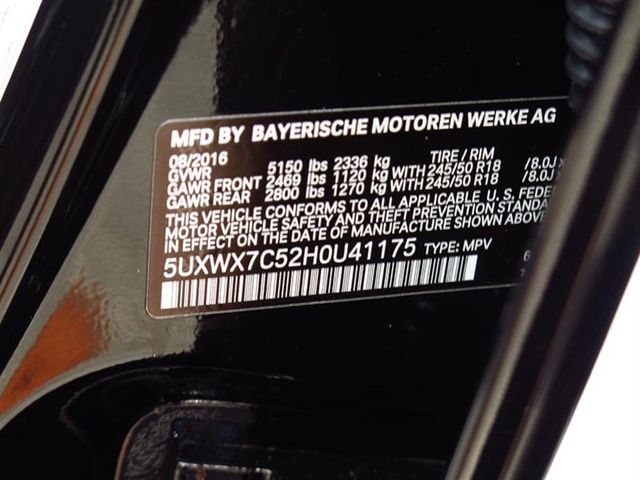 MFD BY BAYERISCHE MOTOREN WERKE AG
08/2016 TIRE / RIM
GVWR 5150 lbs 2336 kg
GAWR FRONT 2469 lbs 1120 kg WITH 245/50 R18 /8.0J x
GAWR REAR 2800 lbs 1270 kg WITH 245/50 R18 /8.0J x
THIS VEHICLE CONFORMS TO ALL APPLICABLE U.S. FEDE
MOTOR VEHICLE SAFETY AND THEFT PREVENTION STANDA
IN EFFECT ON THE DATE OF MANUFACTURE SHOWN ABOVE
5UXWX7C52H0U41175 TYPE: MPV